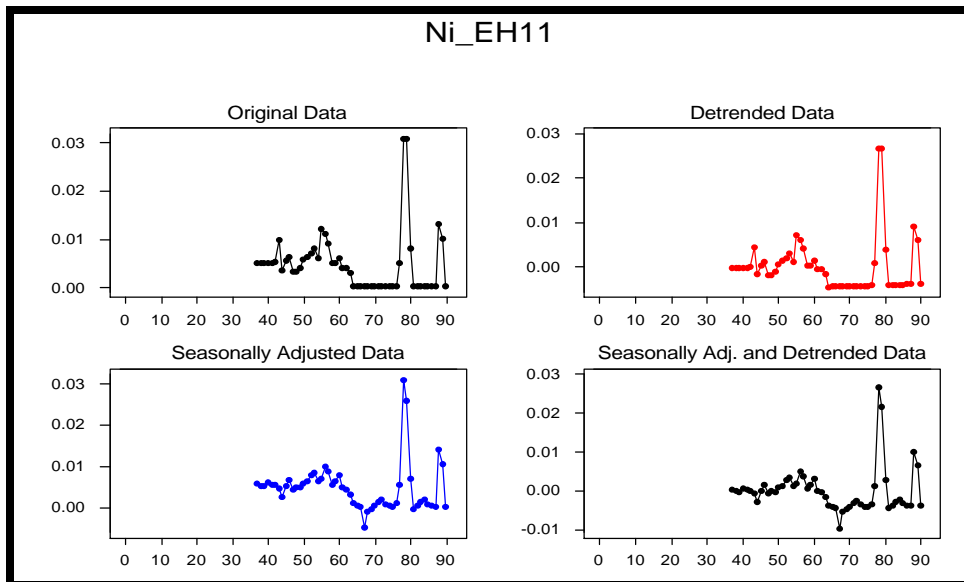 Ni_EH11
Original Data
Detrended Data
0.03
0.02
0.01
0.00
0 10 20 30 40 50 60 70 80 90
0.03
0.02
0.01
0.00
0 10 20 30 40 50 60 70 80 90
Seasonally Adjusted Data
Seasonally Adj. and Detrended Data
0.03
0.02
0.01
0.00
0 10 20 30 40 50 60 70 80 90
0.03
0.02
0.01
0.00
-0.01
0 10 20 30 40 50 60 70 80 90